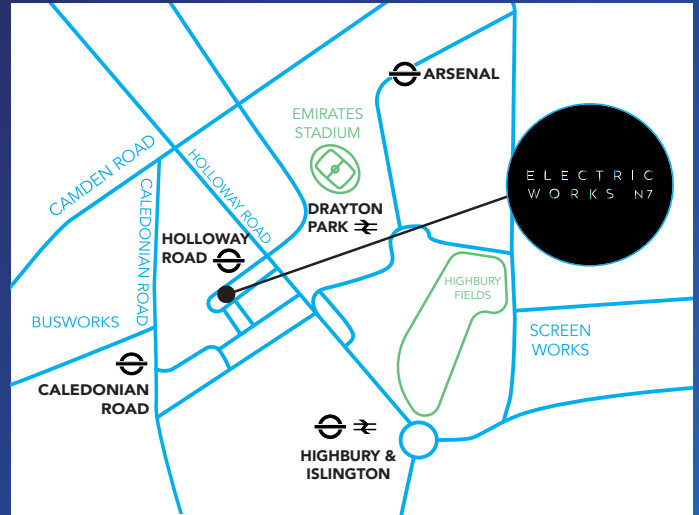 ARSENAL
EMIRATES
STADIUM
ELECTRIC
WORKS N7
CAMDEN ROAD
HOLLOWAY ROAD
CALEDONIAN ROAD
DRAYTON
PARK
HOLLOWAY
ROAD
HIGHBURY
FIELDS
BUSWORKS
SCREEN
WORKS
CALEDONIAN
ROAD
HIGHBURY &
ISLINGTON